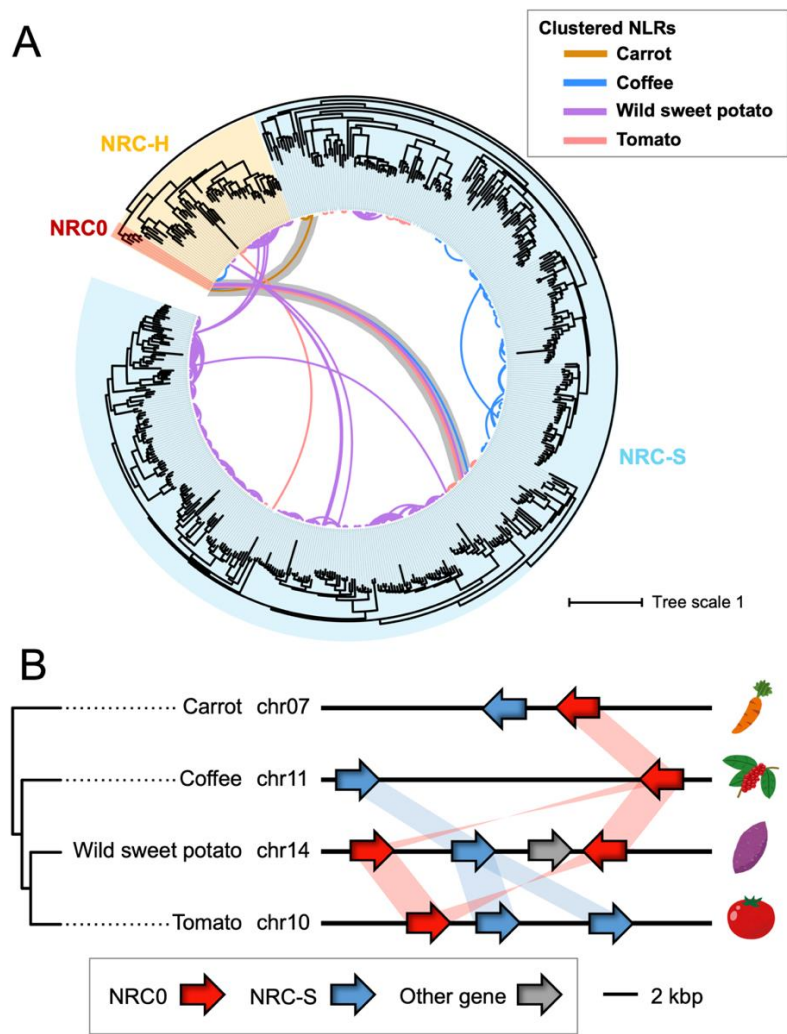 A
Clustered NLRs
Carrot
Coffee
Wild sweet potato
Tomato
NRC-H
NRC0
NRC-S
Tree scale 1
B
Carrot chr07
Coffee chr11
Wild sweet potato chr14
Tomato chr10
NRC0 NRC-S Other gene 2 kbp